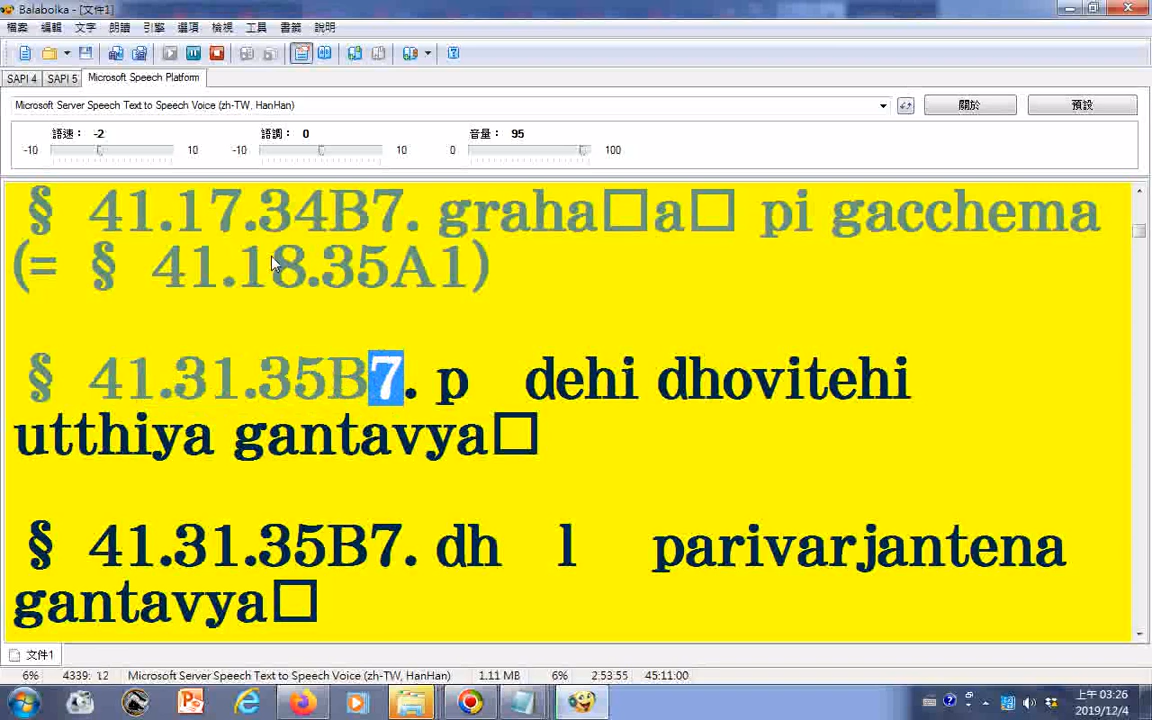 Balabolka - [文件1]
檔案 編輯 文字 朗讀 引擎 選項 檢視 工具 書籤 說明
SAPI 4 SAPI 5 Microsoft Speech Platform
Microsoft Server Speech Text to Speech Voice (zh-TW, HanHan) 關於 預設
語速： -2 語調： 0 音量： 95
-10 10 -10 10 0 100
§ 41.17.34B7. graha□a□ pi gacchema
(= § 41.18.35A1)
§ 41.31.35B7. p dehi dhovitehi
utthiya gantavya□
§ 41.31.35B7. dh l parivarjantena
gantavya□
文件1
6% 4339: 12 Microsoft Server Speech Text to Speech Voice (zh-TW, HanHan) 1.11 MB 6% 2:53:55 45:11:00
上午 03:26
2019/12/4